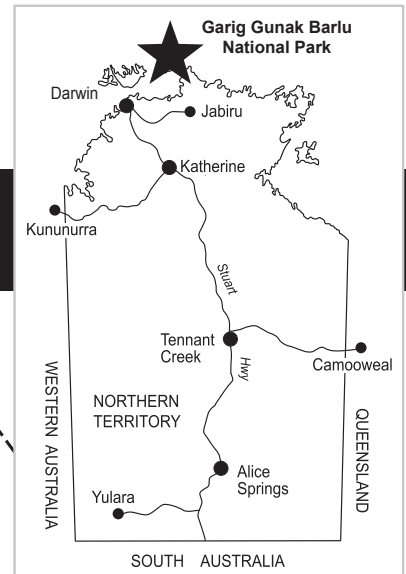 Garig Gunak Barlu
National Park
Darwin
Jabiru
Katherine
Kununurra
Stuart
Tennant
Creek
Hwy
Camooweal
WESTERN AUSTRALIA
NORTHERN
TERRITORY
QUEENSLAND
Alice
Springs
Yulara
SOUTH AUSTRALIA